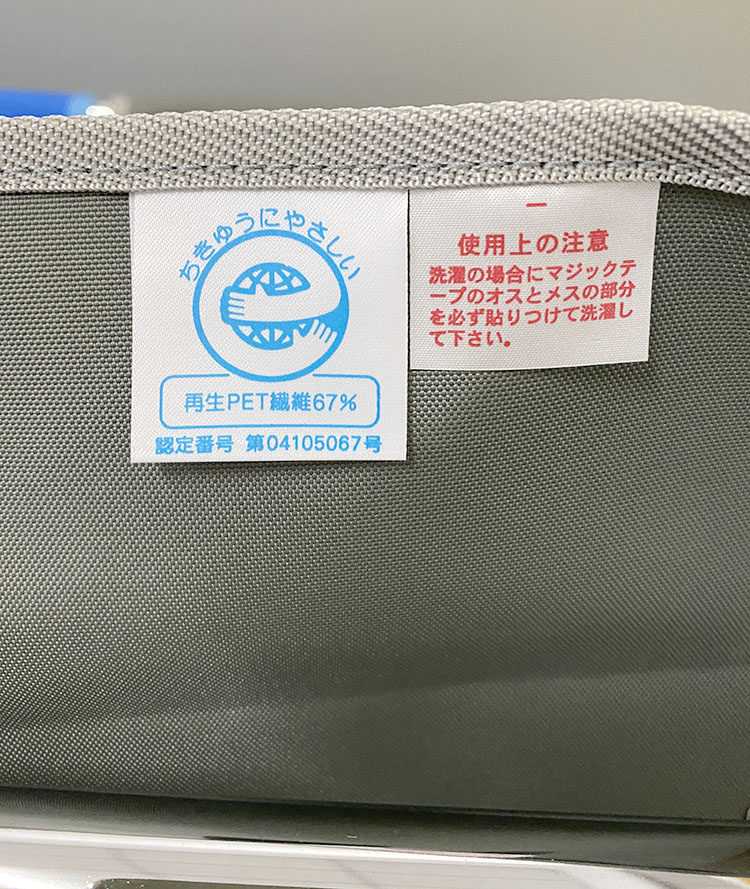 ちきゅうにやさしい
再生PET繊維67%
認定番号 第04105067号
使用上の注意
洗濯の場合にマジックテ
ープのオスとメスの部分
を必ず貼りつけて洗濯し
て下さい。